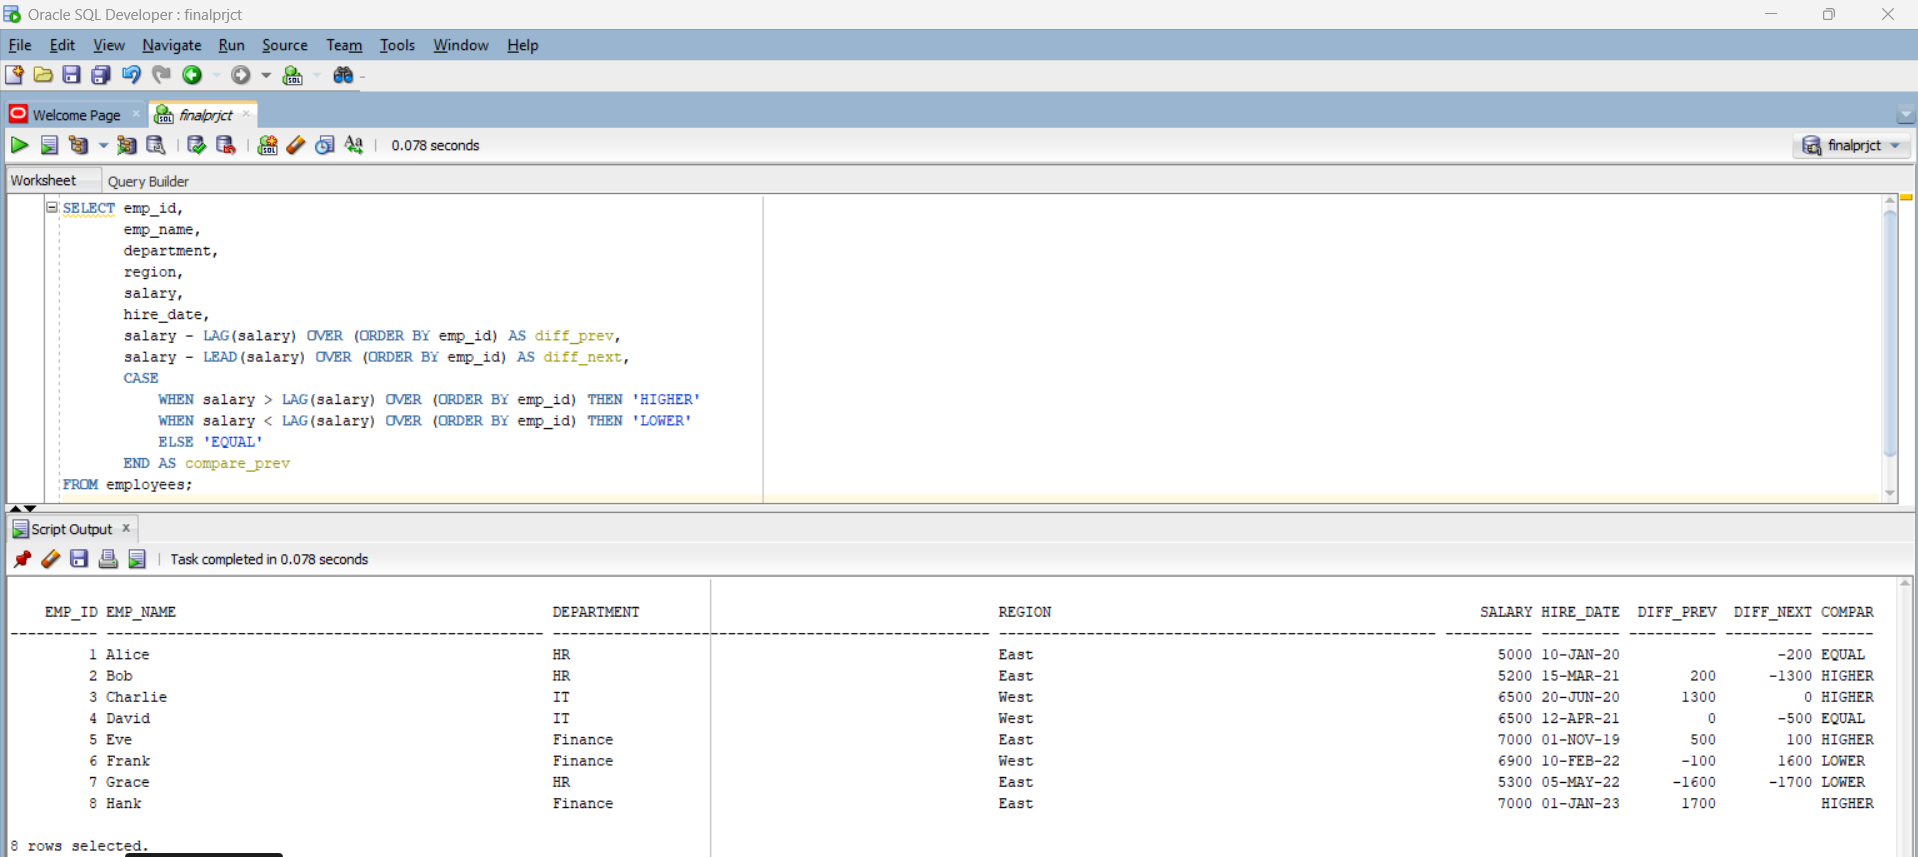 Oracle SQL Developer : finalprjct
File Edit View Navigate Run Source Team Tools Window Help
Welcome Page finalprjct
0.078 seconds finalprjct
Worksheet Query Builder
SELECT emp_id,
emp_name,
department,
region,
salary,
hire_date,
salary - LAG(salary) OVER (ORDER BY emp_id) AS diff_prev,
salary - LEAD(salary) OVER (ORDER BY emp_id) AS diff_next,
CASE
WHEN salary > LAG(salary) OVER (ORDER BY emp_id) THEN 'HIGHER'
WHEN salary < LAG(salary) OVER (ORDER BY emp_id) THEN 'LOWER'
ELSE 'EQUAL'
END AS compare_prev
FROM employees;
Script Output
Task completed in 0.078 seconds
EMP_ID EMP_NAME DEPARTMENT REGION SALARY HIRE_DATE DIFF_PREV DIFF_NEXT COMPAR
1 Alice HR East 5000 10-JAN-20 -200 EQUAL
2 Bob HR East 5200 15-MAR-21 200 -1300 HIGHER
3 Charlie IT West 6500 20-JUN-20 1300 0 HIGHER
4 David IT West 6500 12-APR-21 0 -500 EQUAL
5 Eve Finance East 7000 01-NOV-19 500 100 HIGHER
6 Frank Finance West 6900 10-FEB-22 -100 1600 LOWER
7 Grace HR East 5300 05-MAY-22 -1600 -1700 LOWER
8 Hank Finance East 7000 01-JAN-23 1700 HIGHER
8 rows selected.